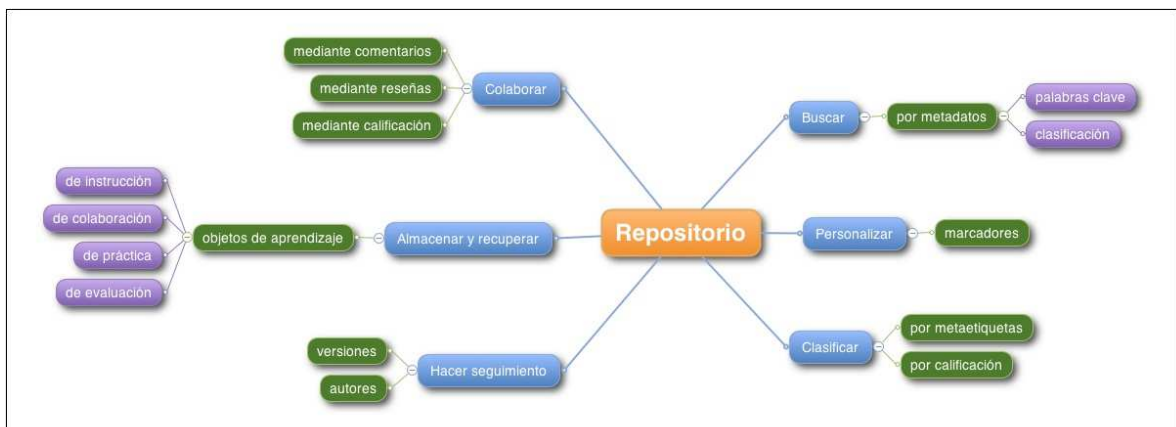 Repositorio
Colaborar
mediante comentarios
mediante reseñas
mediante calificación
Almacenar y recuperar
objetos de aprendizaje
de instrucción
de colaboración
de práctica
de evaluación
Hacer seguimiento
versiones
autores
Buscar
por metadatos
palabras clave
clasificación
Personalizar
marcadores
Clasificar
por metaetiquetas
por calificación